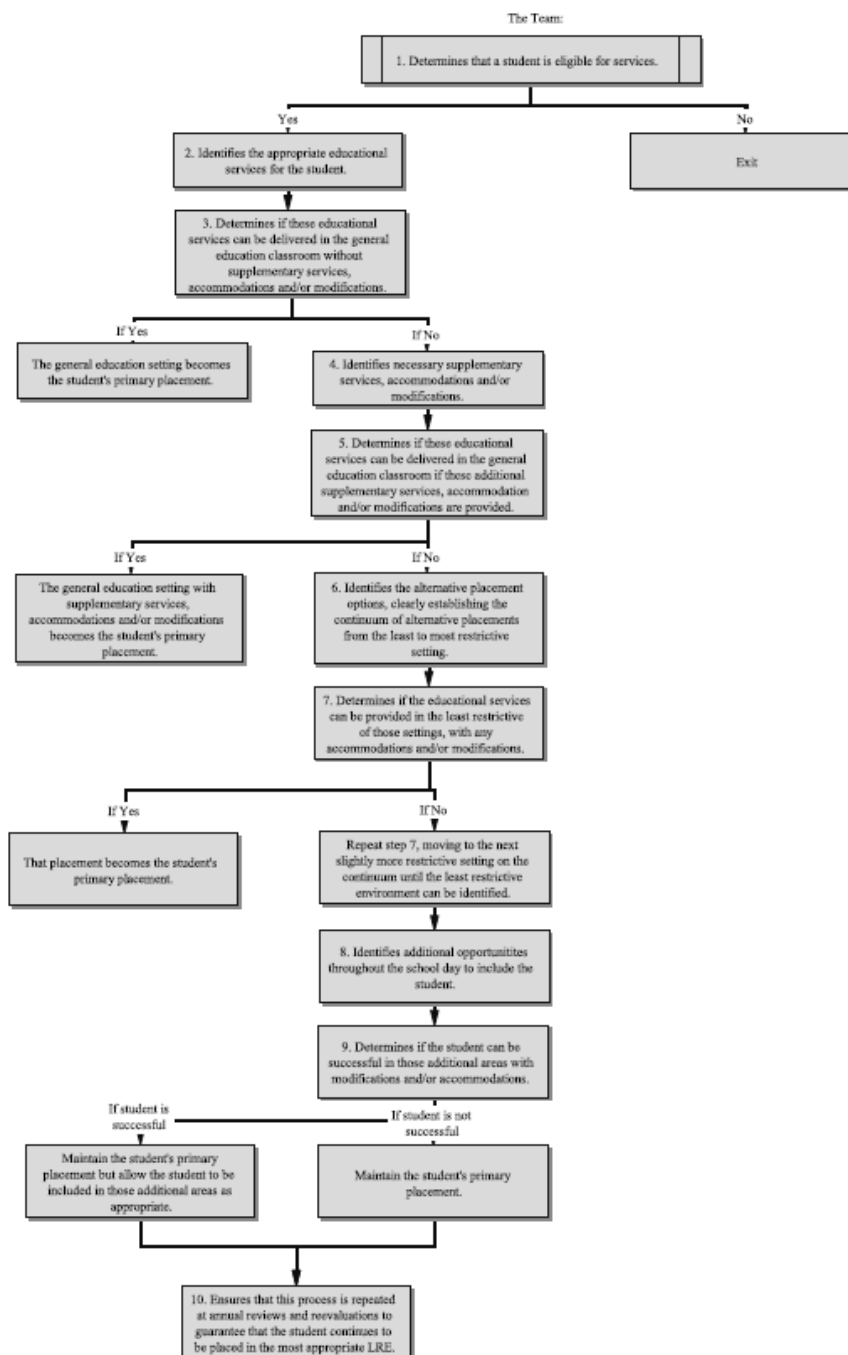 The Team:
1. Determines that a student is eligible for services.
Yes
No
2. Identifies the appropriate educational
services for the student.
Exit
3. Determines if these educational
services can be delivered in the general
education classroom without
supplementary services,
accommodations and/or modifications.
If Yes
If No
The general education setting becomes
the student's primary placement.
4. Identifies necessary supplementary
services, accommodations and/or
modifications.
5. Determines if these educational
services can be delivered in the general
education classroom if those additional
supplementary services, accommodation
and/or modifications are provided.
If Yes
If No
The general education setting with
supplementary services,
accommodations and/or modifications
becomes the student's primary
placement.
6. Identifies the alternative placement
options, clearly establishing the
continuum of alternative placements
from the least to most restrictive
setting.
7. Determines if the educational services
can be provided in the least restrictive
of those settings, with any
accommodations and/or modifications.
If Yes
If No
That placement becomes the student's
primary placement.
Repeat step 7, moving to the next
slightly more restrictive setting on the
continuum until the least restrictive
environment can be identified.
8. Identifies additional opportunitites
throughout the school day to include the
student.
9. Determines if the student can be
successful in those additional areas with
modifications and/or accommodations.
If student is
successful
If student is not
successful
Maintain the student's primary
placement but allow the student to be
included in those additional areas as
appropriate.
Maintain the student's primary
placement.
10. Ensures that this process is repeated
at annual reviews and reevaluations to
guarantee that the student continues to
be placed in the most appropriate LRE.